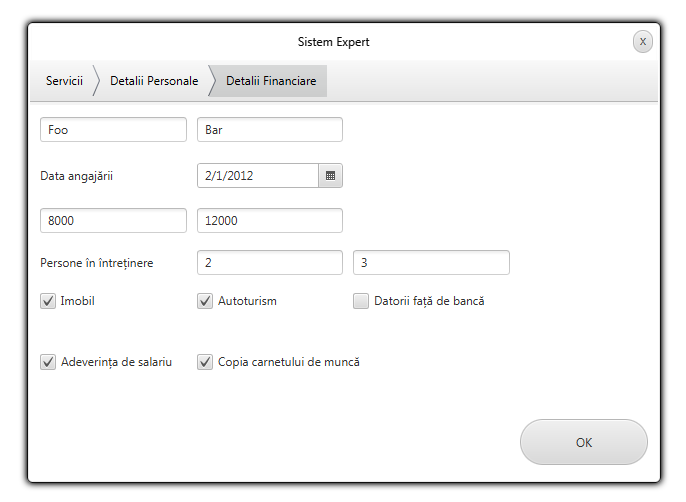 Sistem Expert x
Servicii Detalii Personale Detalii Financiare
Foo Bar
Data angajării 2/1/2012
8000 12000
Persone în întreținere 2 3
Imobil Autoturism Datorii față de bancă
Adeverința de salariu Copia carnetului de muncă
OK